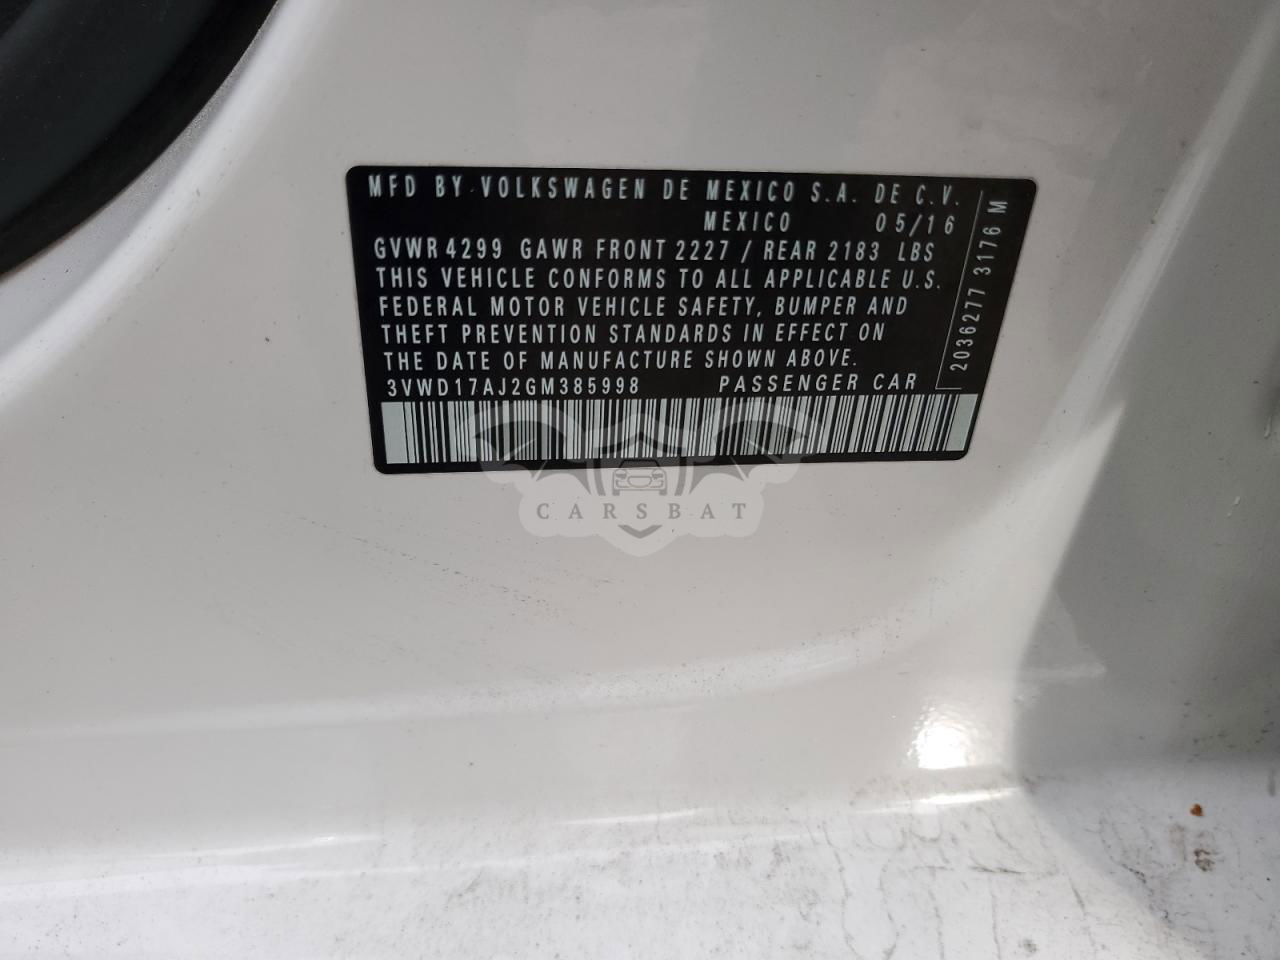 MFD BY VOLKSWAGEN DE MEXICO S.A. DE C.V.
MEXICO 05/16
GVWR 4299 GAWR FRONT 2227 / REAR 2183 LBS
THIS VEHICLE CONFORMS TO ALL APPLICABLE U.S.
FEDERAL MOTOR VEHICLE SAFETY, BUMPER AND
THEFT PREVENTION STANDARDS IN EFFECT ON
THE DATE OF MANUFACTURE SHOWN ABOVE.
3VWD17AJ2GM385998 PASSENGER CAR
2036277 3176 M
CARSBAT